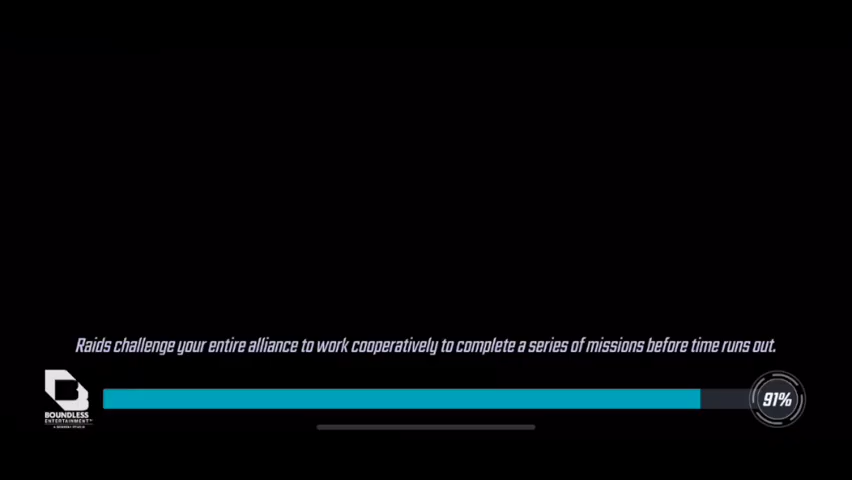 Raids challenge your entire alliance to work cooperatively to complete a series of missions before time runs out.
91%
BOUNDLESS
ENTERTAINMENT